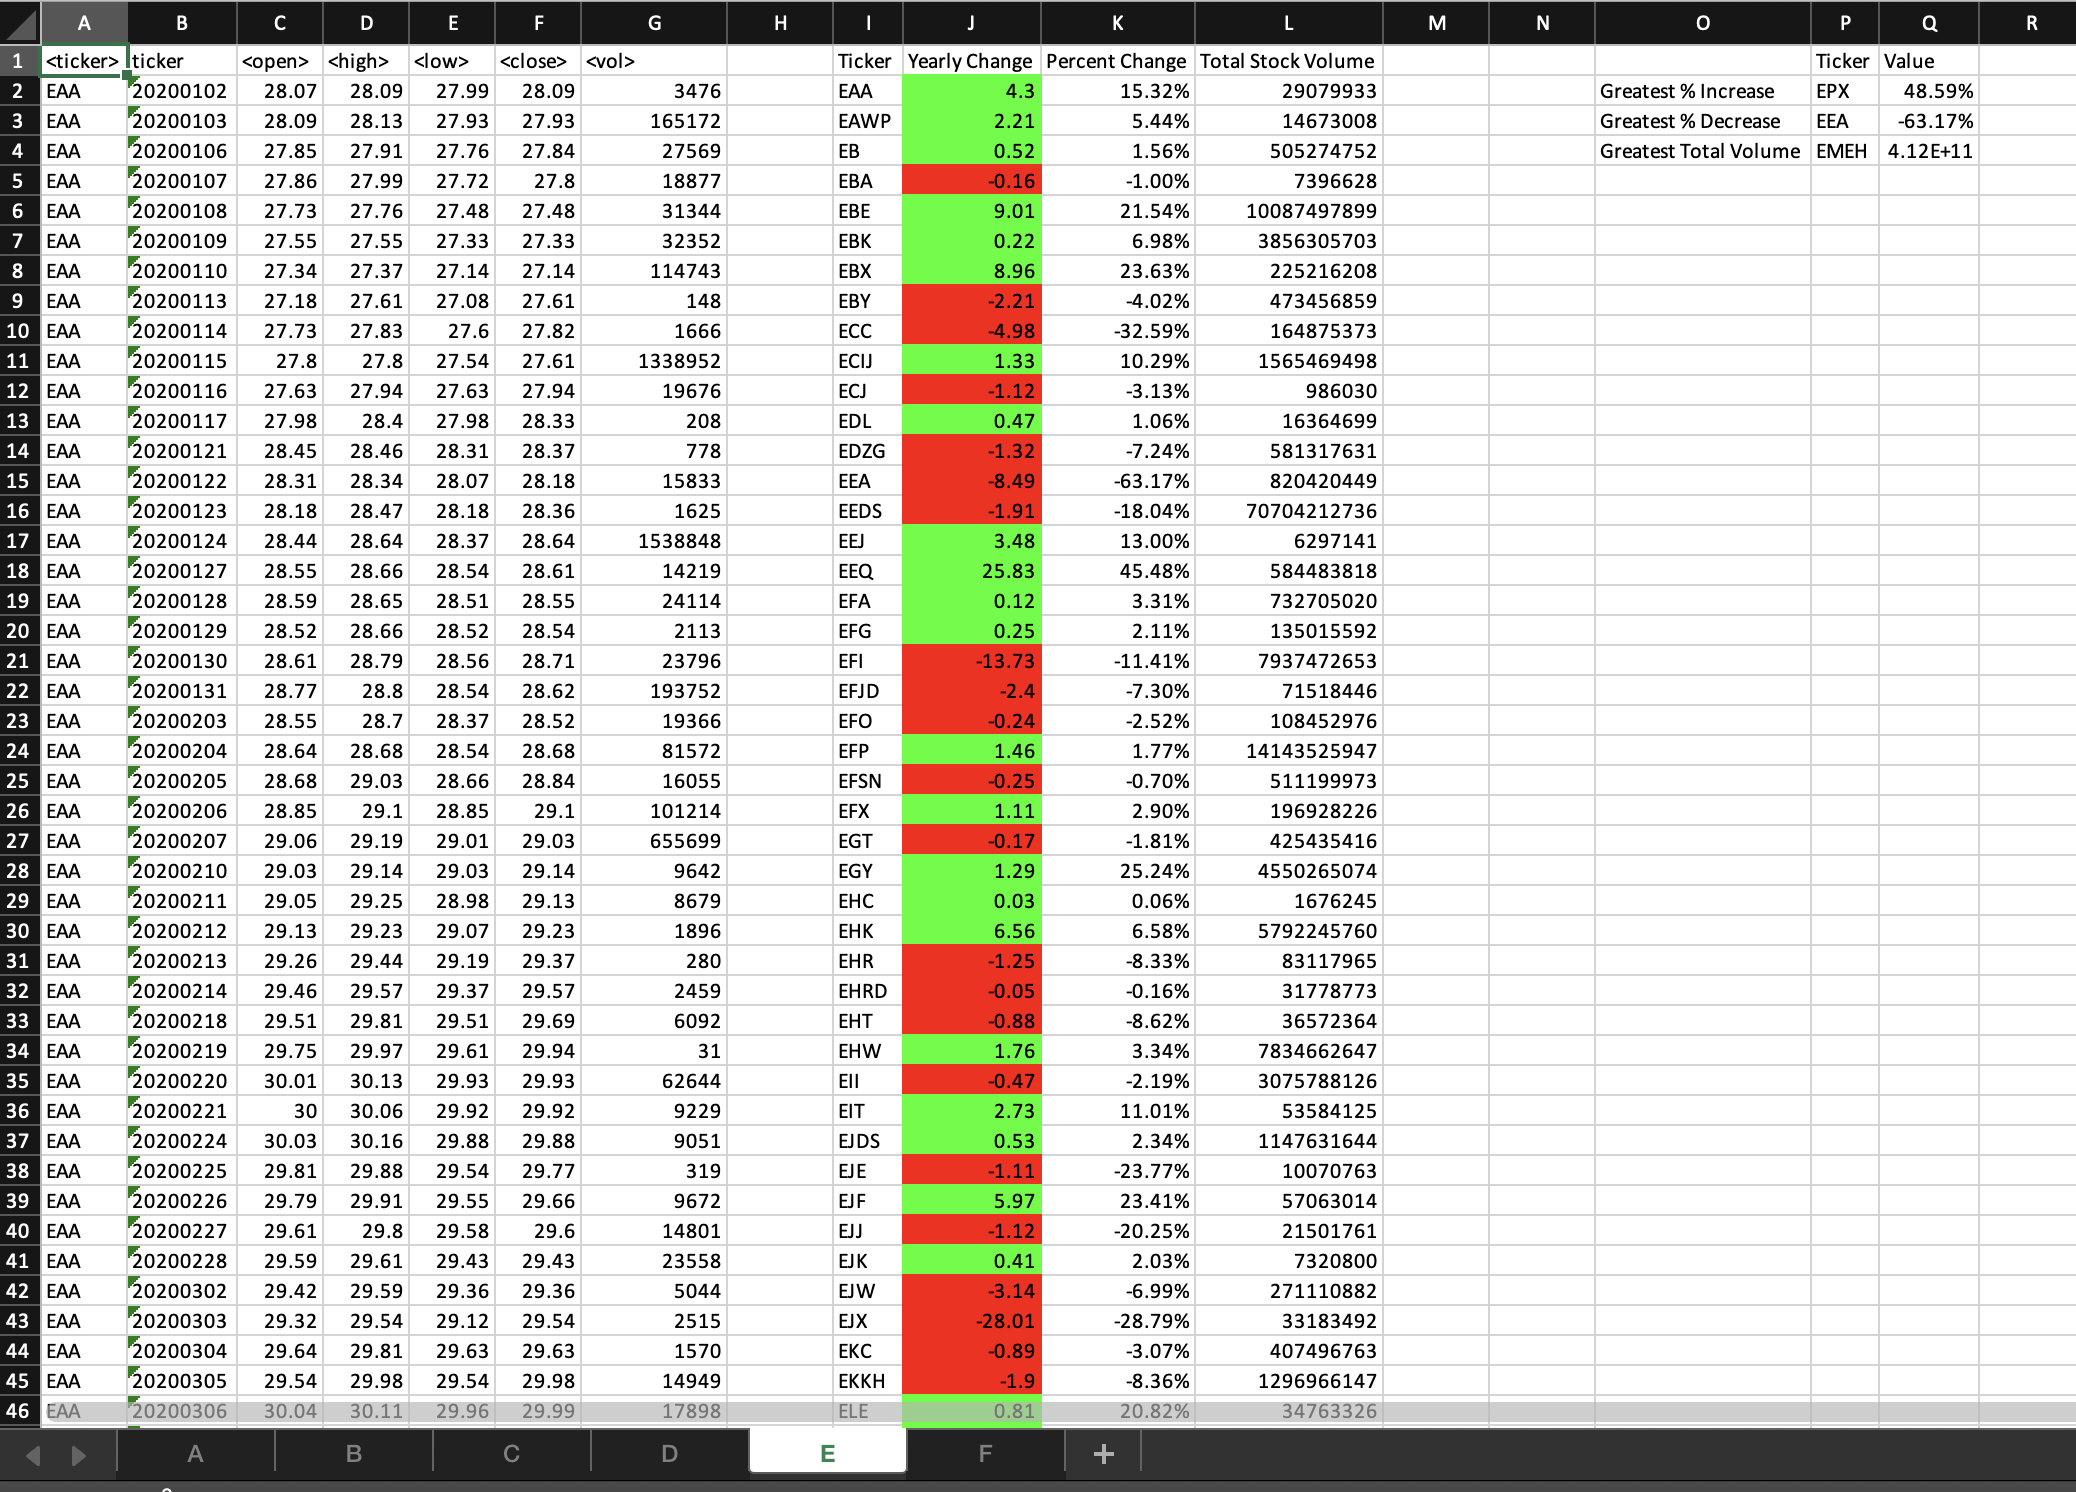 A B C D E F G H I J K L M N O P Q R
1 <ticker> ticker <open> <high> <low> <close> <vol> Ticker Yearly Change Percent Change Total Stock Volume Ticker Value
2 EAA 20200102 28.07 28.09 27.99 28.09 3476 EAA 4.3 15.32% 29079933 Greatest % Increase EPX 48.59%
3 EAA 20200103 28.09 28.13 27.93 27.93 165172 EAWP 2.21 5.44% 14673008 Greatest % Decrease EEA -63.17%
4 EAA 20200106 27.85 27.91 27.76 27.84 27569 EB 0.52 1.56% 505274752 Greatest Total Volume EMEH 4.12E+11
5 EAA 20200107 27.86 27.99 27.72 27.8 18877 EBA -0.16 -1.00% 7396628
6 EAA 20200108 27.73 27.76 27.48 27.48 31344 EBE 9.01 21.54% 10087497899
7 EAA 20200109 27.55 27.55 27.33 27.33 32352 EBK 0.22 6.98% 3856305703
8 EAA 20200110 27.34 27.37 27.14 27.14 114743 EBX 8.96 23.63% 225216208
9 EAA 20200113 27.18 27.61 27.08 27.61 148 EBY -2.21 -4.02% 473456859
10 EAA 20200114 27.73 27.83 27.6 27.82 1666 ECC -4.98 -32.59% 164875373
11 EAA 20200115 27.8 27.8 27.54 27.61 1338952 ECIJ 1.33 10.29% 1565469498
12 EAA 20200116 27.63 27.94 27.63 27.94 19676 ECJ -1.12 -3.13% 986030
13 EAA 20200117 27.98 28.4 27.98 28.33 208 EDL 0.47 1.06% 16364699
14 EAA 20200121 28.45 28.46 28.31 28.37 778 EDZG -1.32 -7.24% 581317631
15 EAA 20200122 28.31 28.34 28.07 28.18 15833 EEA -8.49 -63.17% 820420449
16 EAA 20200123 28.18 28.47 28.18 28.36 1625 EEDS -1.91 -18.04% 70704212736
17 EAA 20200124 28.44 28.64 28.37 28.64 1538848 EEJ 3.48 13.00% 6297141
18 EAA 20200127 28.55 28.66 28.54 28.61 14219 EEQ 25.83 45.48% 584483818
19 EAA 20200128 28.59 28.65 28.51 28.55 24114 EFA 0.12 3.31% 732705020
20 EAA 20200129 28.52 28.66 28.52 28.54 2113 EFG 0.25 2.11% 135015592
21 EAA 20200130 28.61 28.79 28.56 28.71 23796 EFI -13.73 -11.41% 7937472653
22 EAA 20200131 28.77 28.8 28.54 28.62 193752 EFJD -2.4 -7.30% 71518446
23 EAA 20200203 28.55 28.7 28.37 28.52 19366 EFO -0.24 -2.52% 108452976
24 EAA 20200204 28.64 28.68 28.54 28.68 81572 EFP 1.46 1.77% 14143525947
25 EAA 20200205 28.68 29.03 28.66 28.84 16055 EFSN -0.25 -0.70% 511199973
26 EAA 20200206 28.85 29.1 28.85 29.1 101214 EFX 1.11 2.90% 196928226
27 EAA 20200207 29.06 29.19 29.01 29.03 655699 EGT -0.17 -1.81% 425435416
28 EAA 20200210 29.03 29.14 29.03 29.14 9642 EGY 1.29 25.24% 4550265074
29 EAA 20200211 29.05 29.25 28.98 29.13 8679 EHC 0.03 0.06% 1676245
30 EAA 20200212 29.13 29.23 29.07 29.23 1896 EHK 6.56 6.58% 5792245760
31 EAA 20200213 29.26 29.44 29.19 29.37 280 EHR -1.25 -8.33% 83117965
32 EAA 20200214 29.46 29.57 29.37 29.57 2459 EHRD -0.05 -0.16% 31778773
33 EAA 20200218 29.51 29.81 29.51 29.69 6092 EHT -0.88 -8.62% 36572364
34 EAA 20200219 29.75 29.97 29.61 29.94 31 EHW 1.76 3.34% 7834662647
35 EAA 20200220 30.01 30.13 29.93 29.93 62644 EII -0.47 -2.19% 3075788126
36 EAA 20200221 30 30.06 29.92 29.92 9229 EIT 2.73 11.01% 53584125
37 EAA 20200224 30.03 30.16 29.88 29.88 9051 EJDS 0.53 2.34% 1147631644
38 EAA 20200225 29.81 29.88 29.54 29.77 319 EJE -1.11 -23.77% 10070763
39 EAA 20200226 29.79 29.91 29.55 29.66 9672 EJF 5.97 23.41% 57063014
40 EAA 20200227 29.61 29.8 29.58 29.6 14801 EJJ -1.12 -20.25% 21501761
41 EAA 20200228 29.59 29.61 29.43 29.43 23558 EJK 0.41 2.03% 7320800
42 EAA 20200302 29.42 29.59 29.36 29.36 5044 EJW -3.14 -6.99% 271110882
43 EAA 20200303 29.32 29.54 29.12 29.54 2515 EJX -28.01 -28.79% 33183492
44 EAA 20200304 29.64 29.81 29.63 29.63 1570 EKC -0.89 -3.07% 407496763
45 EAA 20200305 29.54 29.98 29.54 29.98 14949 EKKH -1.9 -8.36% 1296966147
46 EAA 20200306 30.04 30.11 29.96 29.99 17898 ELE 0.81 20.82% 34763326
A B C D E F +